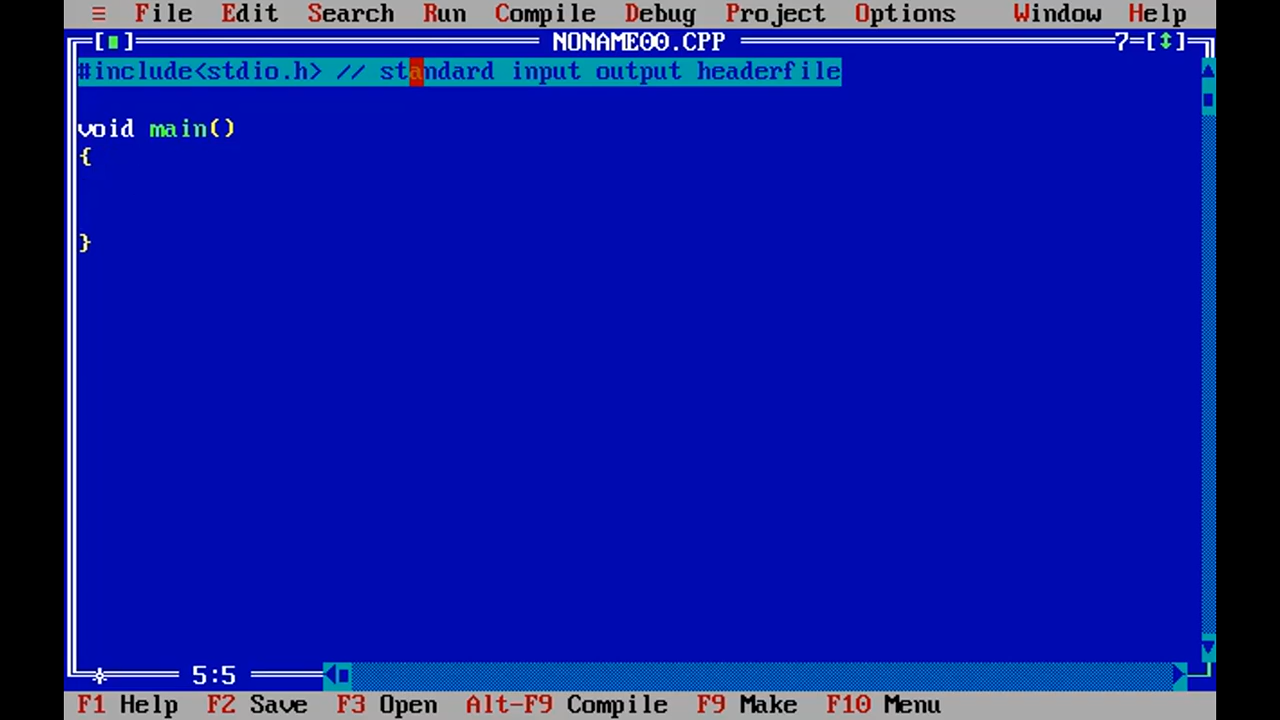 ≡ File Edit Search Run Compile Debug Project Options Window Help
[■] NONAME00.CPP 7=[↕]
#include<stdio.h> // standard input output headerfile
void main()
{
}
5:5
F1 Help F2 Save F3 Open Alt-F9 Compile F9 Make F10 Menu